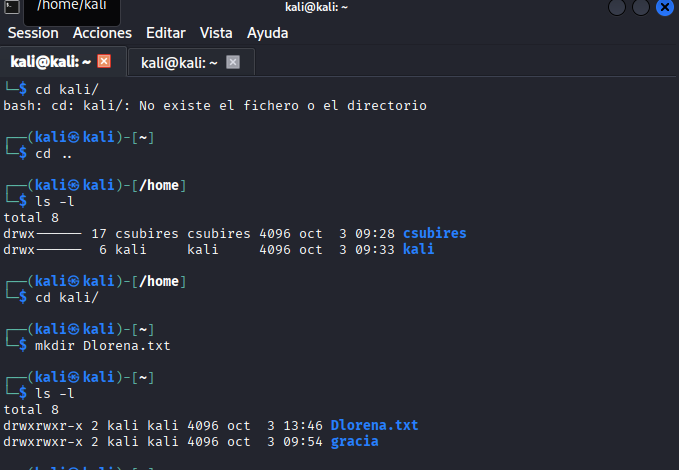 /home/kali
kali@kali: ~
Session Acciones Editar Vista Ayuda
kali@kali: ~ kali@kali: ~
└─$ cd kali/
bash: cd: kali/: No existe el fichero o el directorio
┌──(kali㉿kali)-[~]
└─$ cd ..
┌──(kali㉿kali)-[/home]
└─$ ls -l
total 8
drwx------ 17 csubires csubires 4096 oct  3 09:28 csubires
drwx------  6 kali     kali     4096 oct  3 09:33 kali
┌──(kali㉿kali)-[/home]
└─$ cd kali/
┌──(kali㉿kali)-[~]
└─$ mkdir Dlorena.txt
┌──(kali㉿kali)-[~]
└─$ ls -l
total 8
drwxrwxr-x 2 kali kali 4096 oct  3 13:46 Dlorena.txt
drwxrwxr-x 2 kali kali 4096 oct  3 09:54 gracia